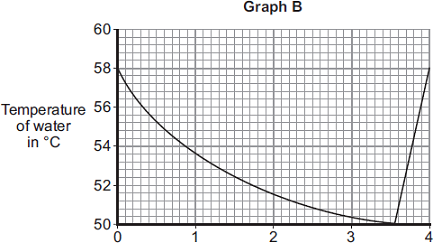 Graph B
60
58
56
54
52
50
Temperature
of water
in °C
0 1 2 3 4